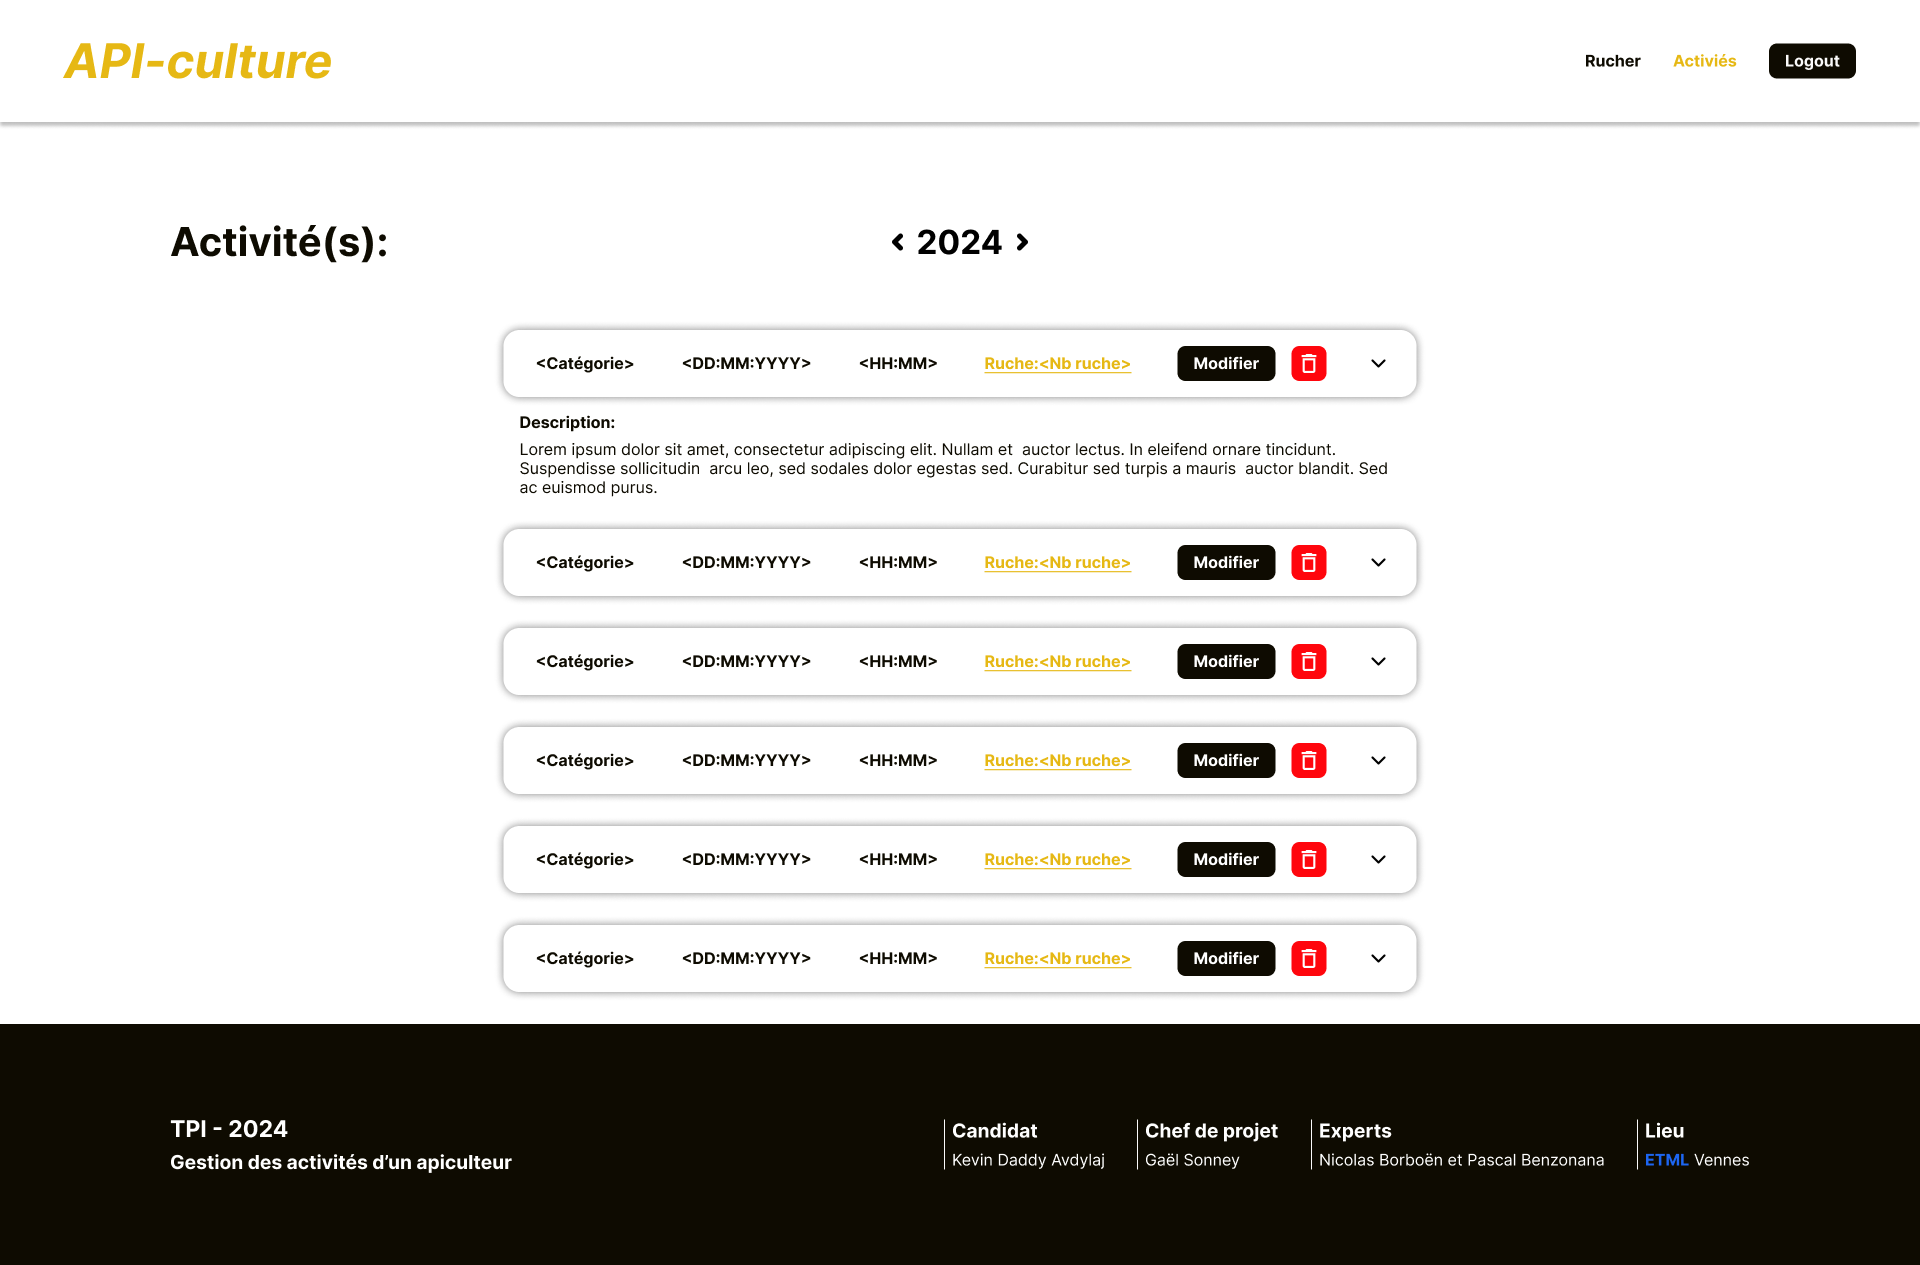 API-culture
Rucher Activiés Logout
Activité(s):
2024
<Catégorie> <DD:MM:YYYY> <HH:MM> Ruche:<Nb ruche> Modifier
Description:
Lorem ipsum dolor sit amet, consectetur adipiscing elit. Nullam et  auctor lectus. In eleifend ornare tincidunt.
Suspendisse sollicitudin  arcu leo, sed sodales dolor egestas sed. Curabitur sed turpis a mauris  auctor blandit. Sed
ac euismod purus.
<Catégorie> <DD:MM:YYYY> <HH:MM> Ruche:<Nb ruche> Modifier
<Catégorie> <DD:MM:YYYY> <HH:MM> Ruche:<Nb ruche> Modifier
<Catégorie> <DD:MM:YYYY> <HH:MM> Ruche:<Nb ruche> Modifier
<Catégorie> <DD:MM:YYYY> <HH:MM> Ruche:<Nb ruche> Modifier
<Catégorie> <DD:MM:YYYY> <HH:MM> Ruche:<Nb ruche> Modifier
TPI - 2024
Gestion des activités d’un apiculteur
Candidat
Kevin Daddy Avdylaj
Chef de projet
Gaël Sonney
Experts
Nicolas Borboën et Pascal Benzonana
Lieu
ETML Vennes